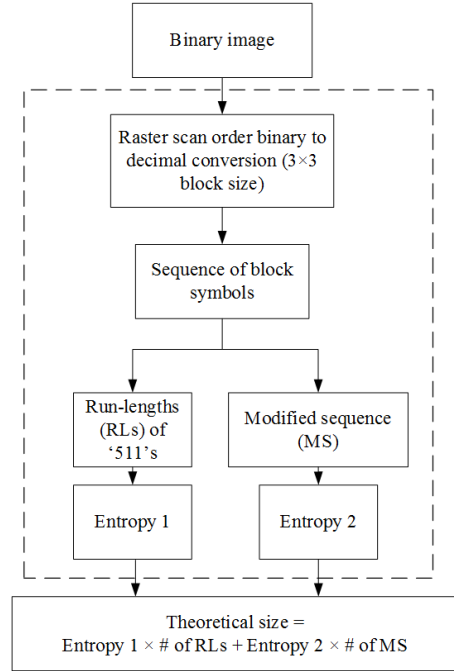 Binary image
Raster scan order binary to
decimal conversion (3×3
block size)
Sequence of block
symbols
Run-lengths
(RLs) of
‘511’s
Modified sequence
(MS)
Entropy 1
Entropy 2
Theoretical size =
Entropy 1 × # of RLs + Entropy 2 × # of MS